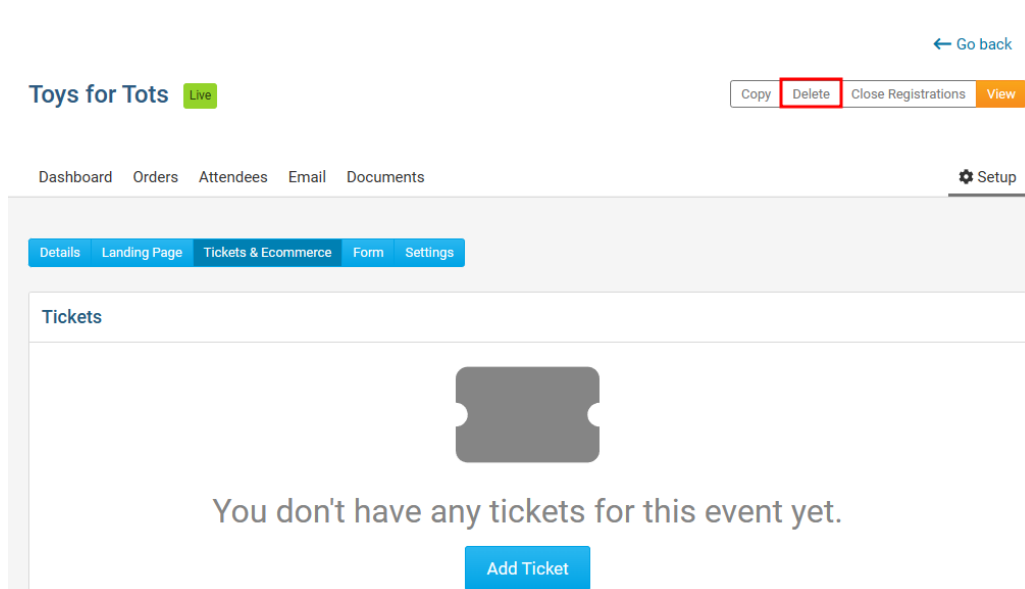 ← Go back
Toys for Tots Live
Copy Delete Close Registrations View
Dashboard Orders Attendees Email Documents Setup
Details Landing Page Tickets & Ecommerce Form Settings
Tickets
You don't have any tickets for this event yet.
Add Ticket